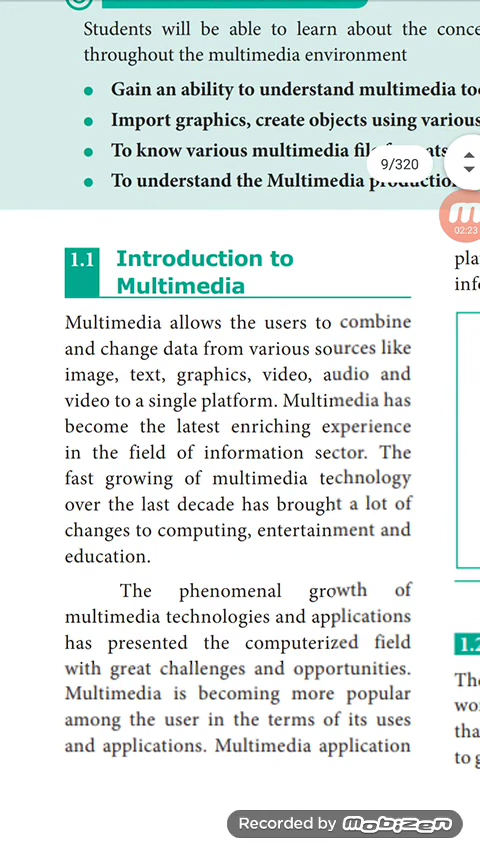 Students will be able to learn about the conce
throughout the multimedia environment
Gain an ability to understand multimedia too
Import graphics, create objects using various
To know various multimedia file formats
To understand the Multimedia production
9/320
02:23
1.1 Introduction to
Multimedia
Multimedia allows the users to combine
and change data from various sources like
image, text, graphics, video, audio and
video to a single platform. Multimedia has
become the latest enriching experience
in the field of information sector. The
fast growing of multimedia technology
over the last decade has brought a lot of
changes to computing, entertainment and
education.
The phenomenal growth of
multimedia technologies and applications
has presented the computerized field
with great challenges and opportunities.
Multimedia is becoming more popular
among the user in the terms of its uses
and applications. Multimedia application
pla
inf
1.2
The
wor
tha
to g
Recorded by mobizen